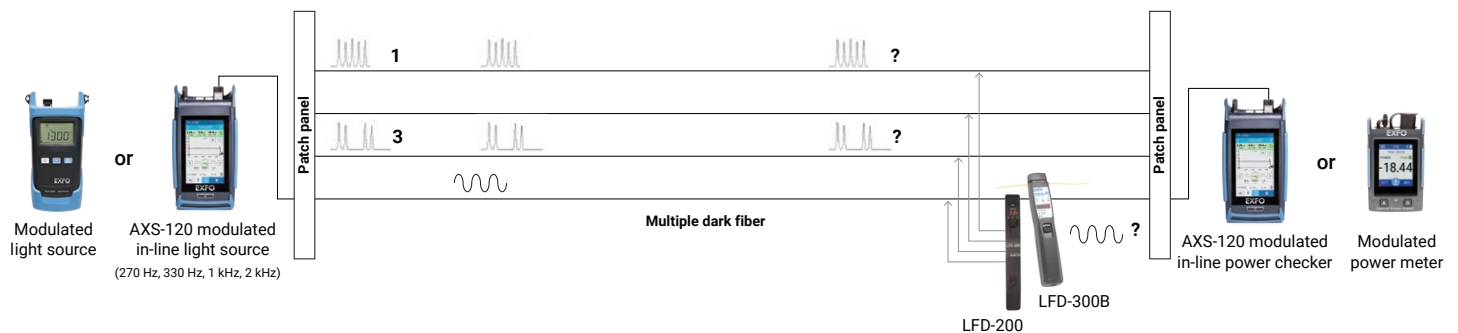 1
?
Patch panel
Patch panel
EXFO
1300
-18.44
or
3
?
or
EXFO
EXFO
EXFO
Multiple dark fiber
?
Modulated
light source
AXS-120 modulated
in-line light source
(270 Hz, 330 Hz, 1 kHz, 2 kHz)
AXS-120 modulated
in-line power checker
Modulated
power meter
LFD-300B
LFD-200